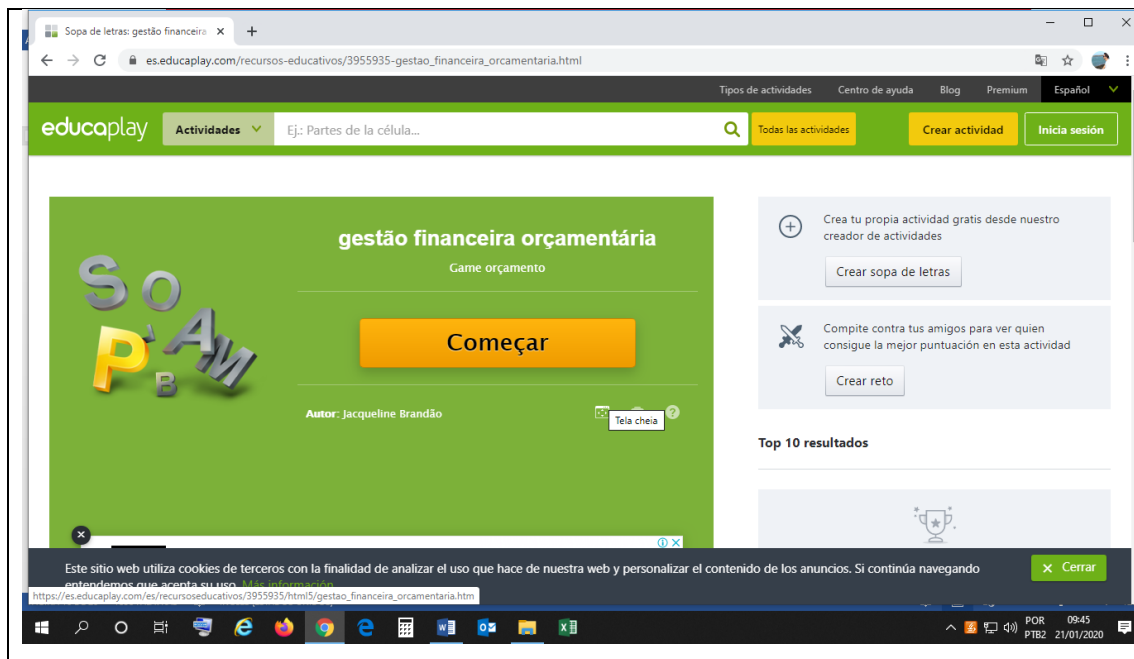 Sopa de letras: gestão financeira
es.educaplay.com/recursos-educativos/3955935-gestao_financeira_orcamentaria.html
Tipos de actividades Centro de ayuda Blog Premium Español
educaplay Actividades Ej.: Partes de la célula... Todas las actividades Crear actividad Inicia sesión
gestão financeira orçamentária
Game orçamento
Começar
Autor: Jacqueline Brandão
Tela cheia
SOPA
B
Crea tu propia actividad gratis desde nuestro
creador de actividades
Crear sopa de letras
Compite contra tus amigos para ver quien
consigue la mejor puntuación en esta actividad
Crear reto
Top 10 resultados
Este sitio web utiliza cookies de terceros con la finalidad de analizar el uso que hace de nuestra web y personalizar el contenido de los anuncios. Si continúa navegando
entendemos que acepta su uso. Más información
Cerrar
https://es.educaplay.com/es/recursoseducativos/3955935/html5/gestao_financeira_orcamentaria.htm
POR 09:45
PTB2 21/01/2020